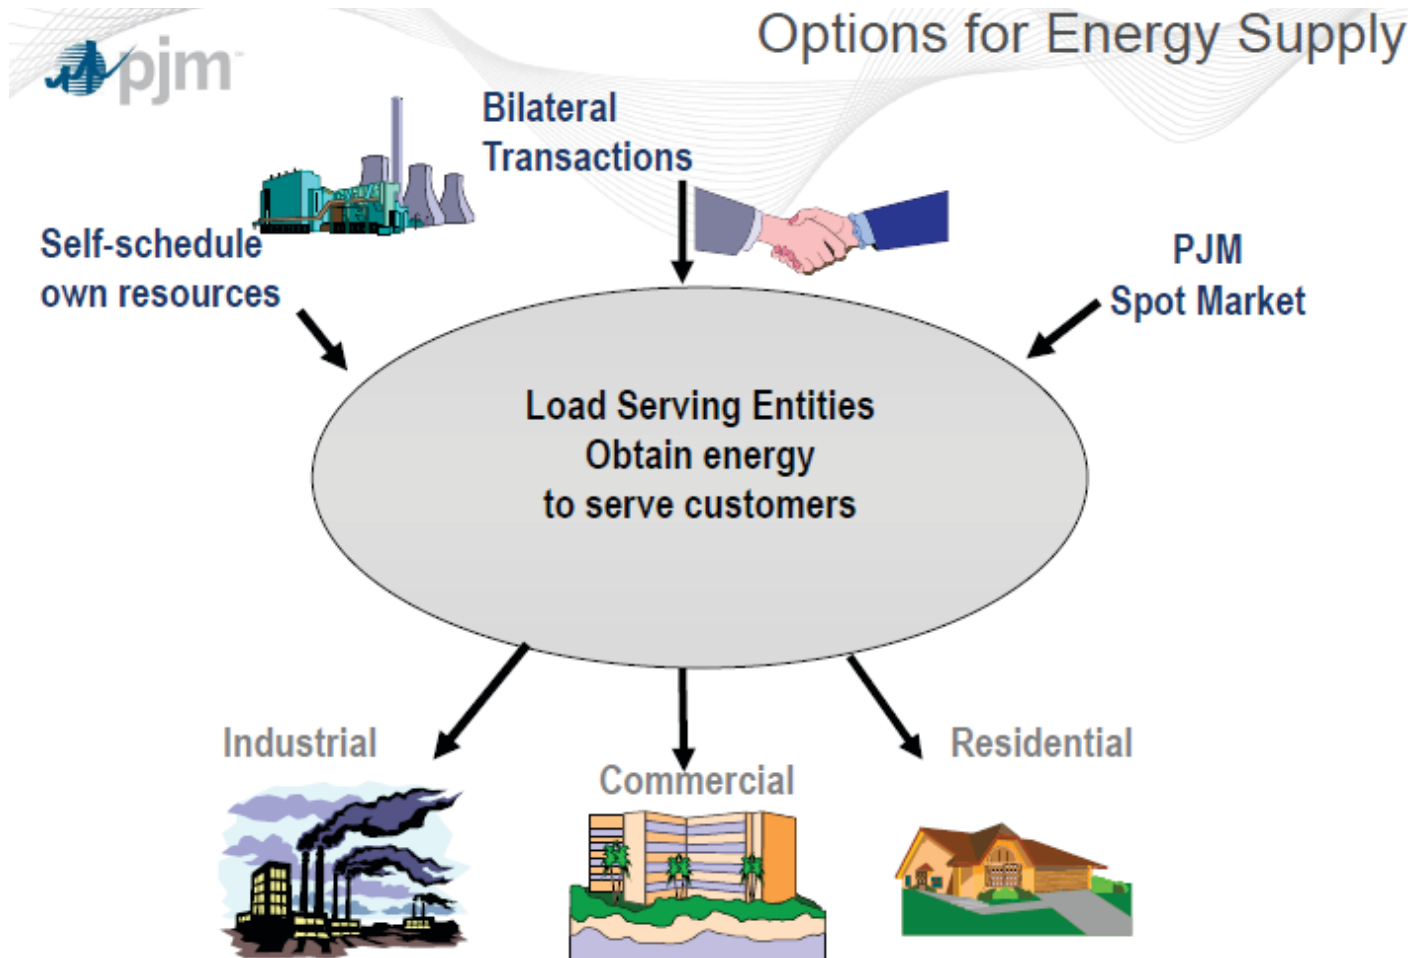 Options for Energy Supply
pjm
Bilateral
Transactions
Self-schedule
own resources
PJM
Spot Market
Load Serving Entities
Obtain energy
to serve customers
Industrial
Commercial
Residential